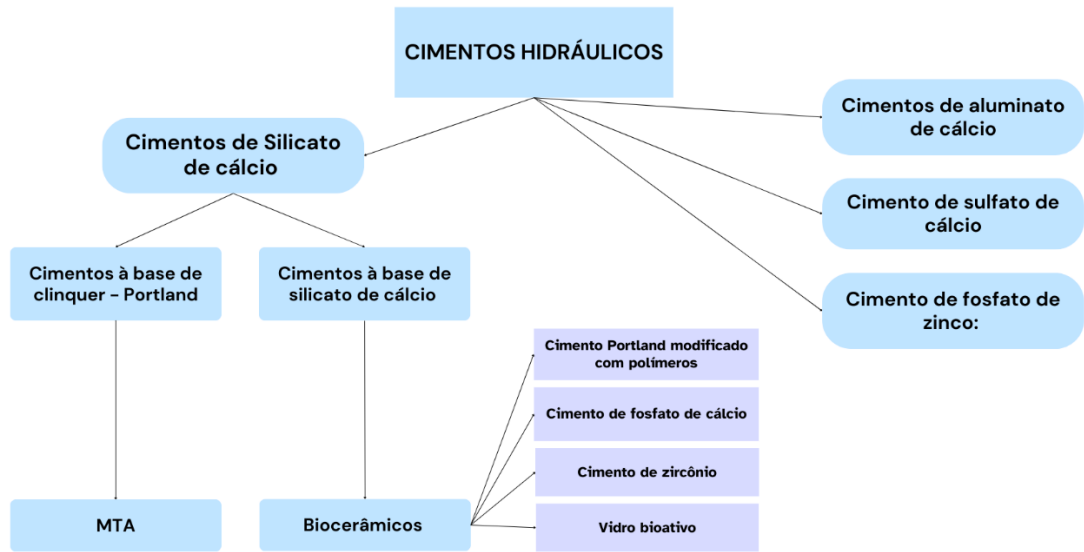 CIMENTOS HIDRÁULICOS
Cimentos de aluminato
de cálcio
Cimentos de Silicato
de cálcio
Cimento de sulfato de
cálcio
Cimentos à base de
clinquer - Portland
Cimentos à base de
silicato de cálcio
Cimento de fosfato de
zinco:
Cimento Portland modificado
com polímeros
Cimento de fosfato de cálcio
Cimento de zircônio
MTA
Biocerâmicos
Vidro bioativo